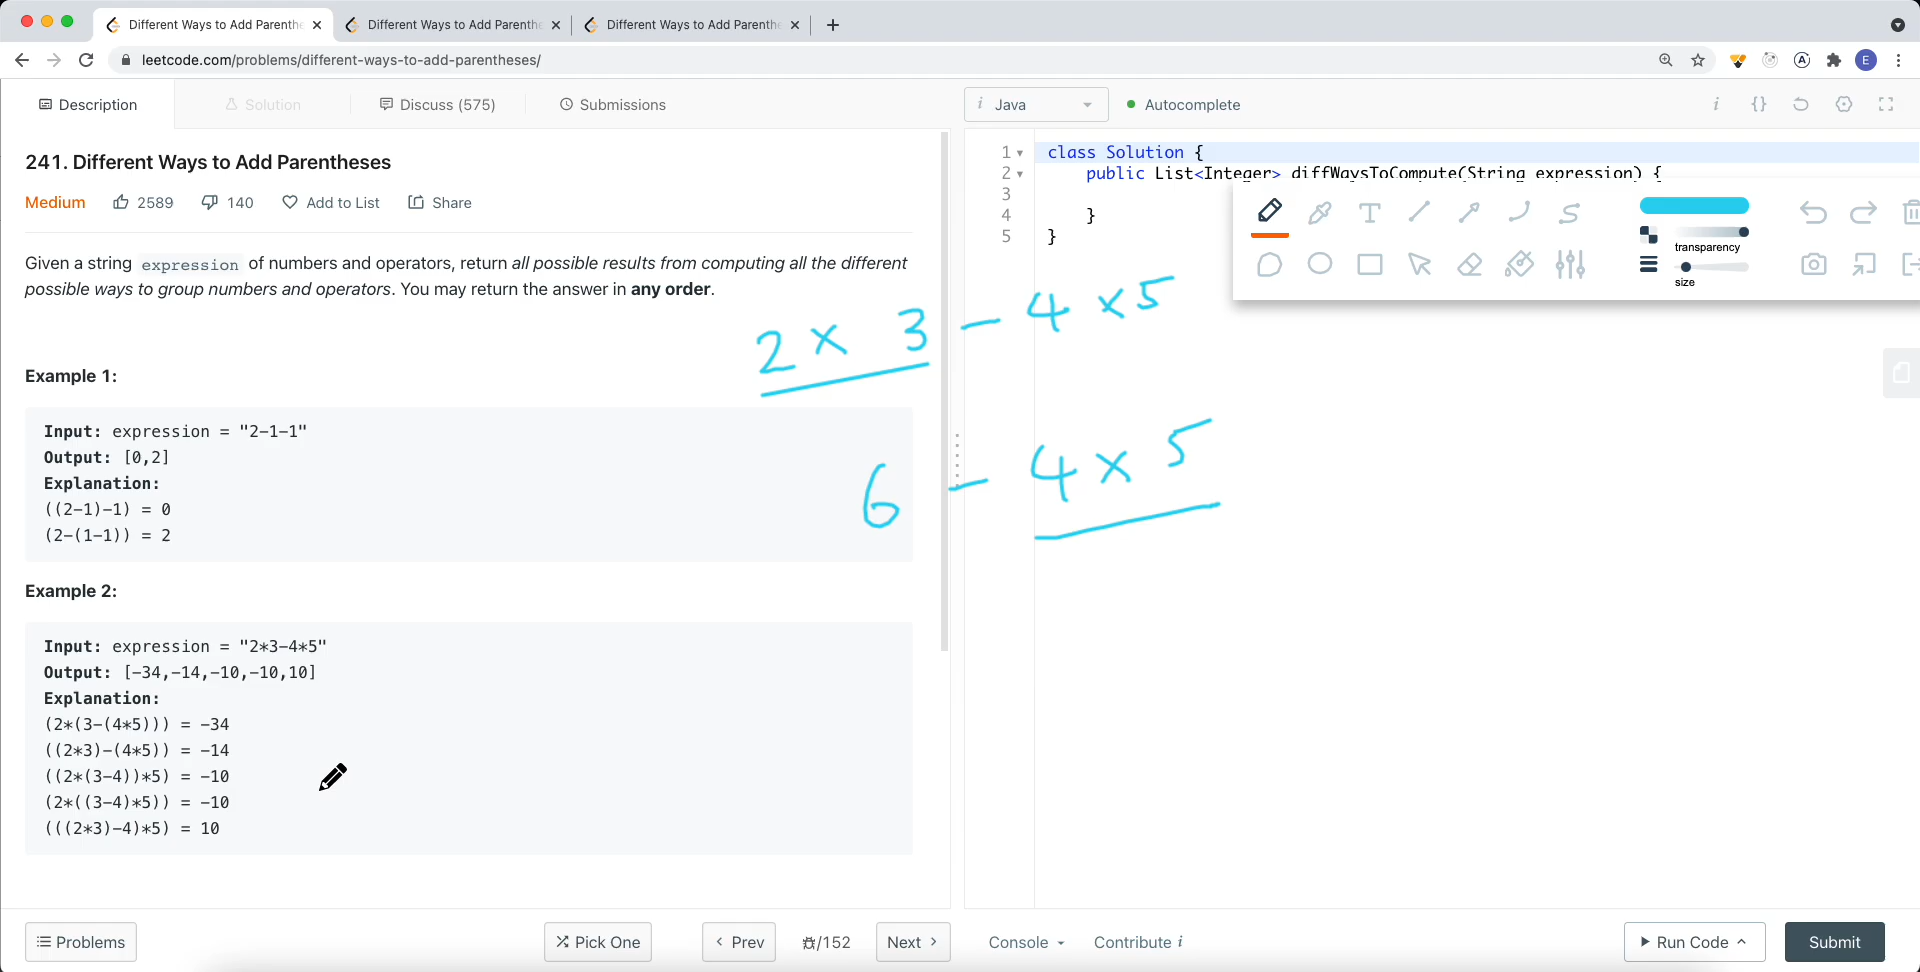 Different Ways to Add Parenthe
Different Ways to Add Parenthe
Different Ways to Add Parenthe
leetcode.com/problems/different-ways-to-add-parentheses/
E
Description
Solution
Discuss (575)
Submissions
i Java
Autocomplete
i {}
241. Different Ways to Add Parentheses
Medium 2589 140 Add to List Share
Given a string expression of numbers and operators, return all possible results from computing all the different
possible ways to group numbers and operators. You may return the answer in any order.
Example 1:
Input: expression = "2-1-1"
Output: [0,2]
Explanation:
((2-1)-1) = 0
(2-(1-1)) = 2
Example 2:
Input: expression = "2*3-4*5"
Output: [-34,-14,-10,-10,10]
Explanation:
(2*(3-(4*5))) = -34
((2*3)-(4*5)) = -14
((2*(3-4))*5) = -10
(2*((3-4)*5)) = -10
(((2*3)-4)*5) = 10
1 class Solution {
2 public List<Integer> diffWaysToCompute(String expression) {
3
4 }
5 }
T
transparency
size
2 × 3 - 4 × 5
6 - 4 × 5
Problems
Pick One
Prev
/152
Next
Console
Contribute i
Run Code
Submit